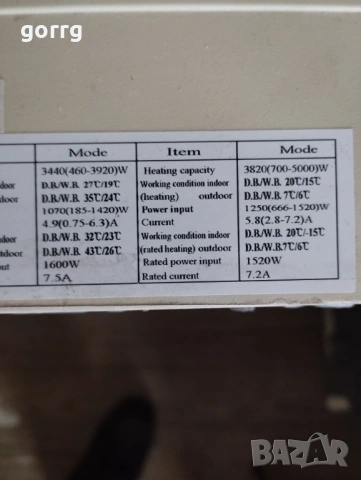 gorrg
Mode Item Mode
3440(460-3920)W Heating capacity 3820(700-5000)W
door D.B/W.B 27℃/19℃ Working condition indoor D.B/W.B 20℃/15℃
tdoor D.B/W.B 35℃/24℃ (heating) outdoor D.B/W.B 7℃/6℃
1070(185-1420)W Power input 1250(666-1520)W
4.9(0.75-6.3)A Current 5.8(2.8-7.2)A
door D.B/W.B 32℃/23℃ Working condition indoor D.B/W.B 20℃/-15℃
tdoor D.B/W.B 43℃/26℃ (rated heating) outdoor D.B/W.B.7℃/6℃
put 1600W Rated power input 1520W
7.5A Rated current 7.2A
BAZAR